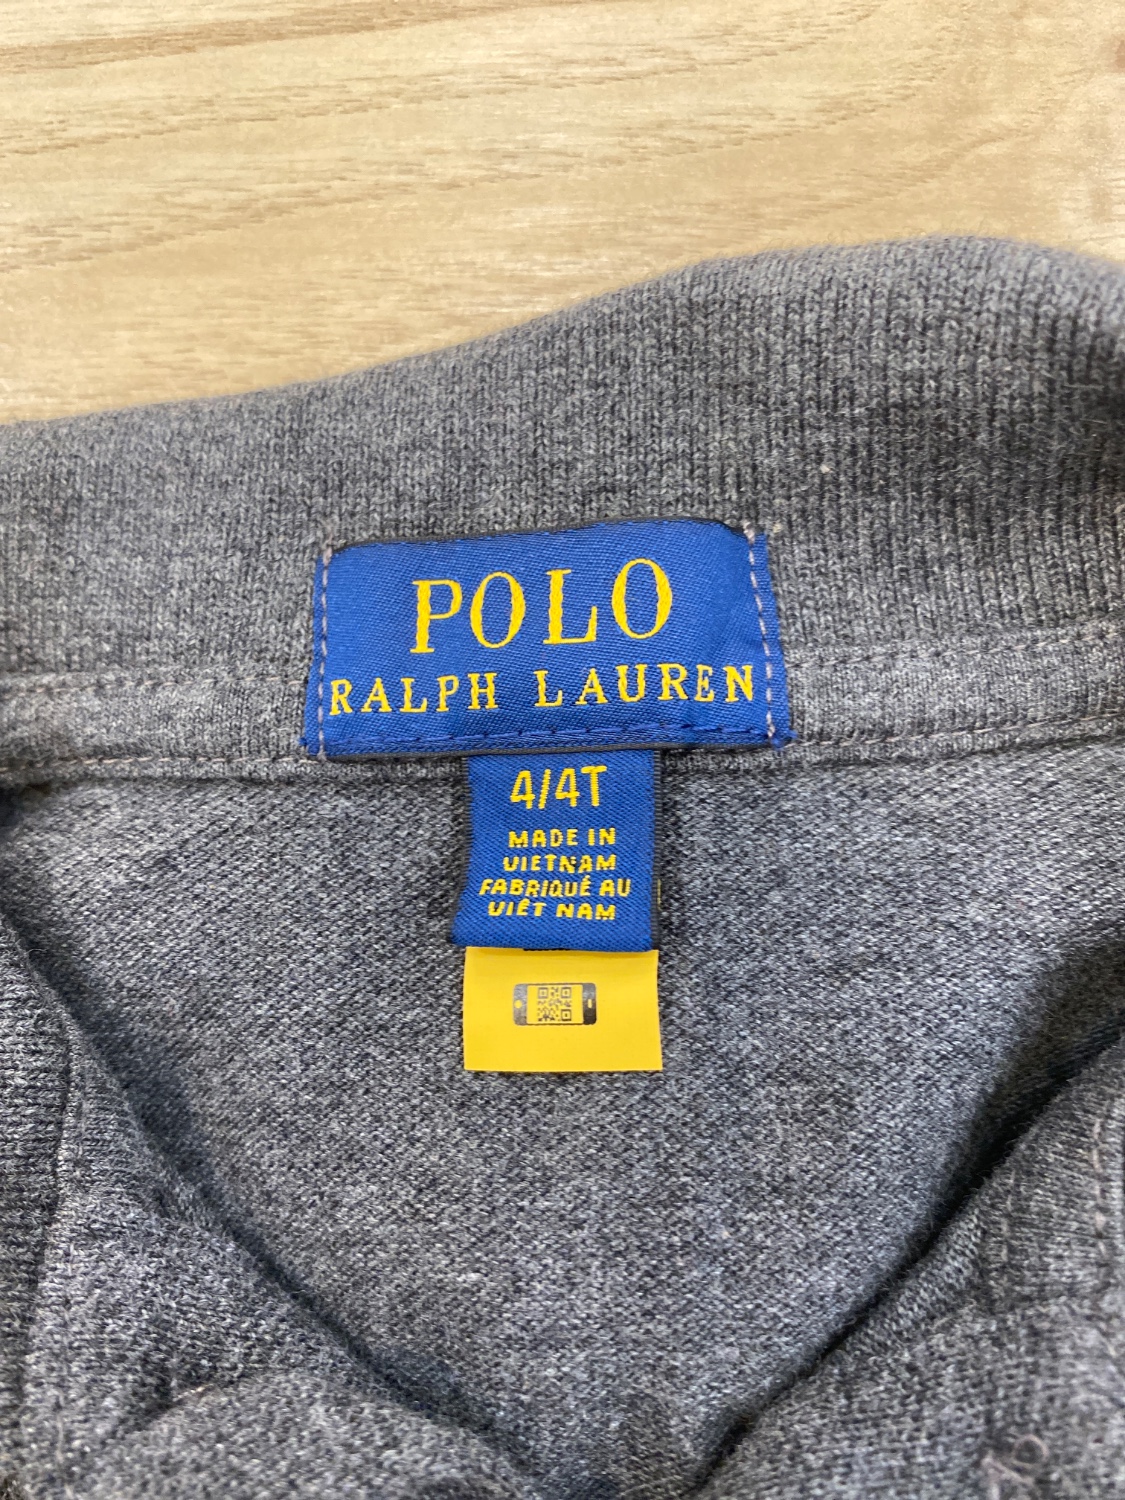 POLO
RALPH LAUREN
4/4T
MADE IN
VIETNAM
FABRIQUÉ AU
VIÊT NAM